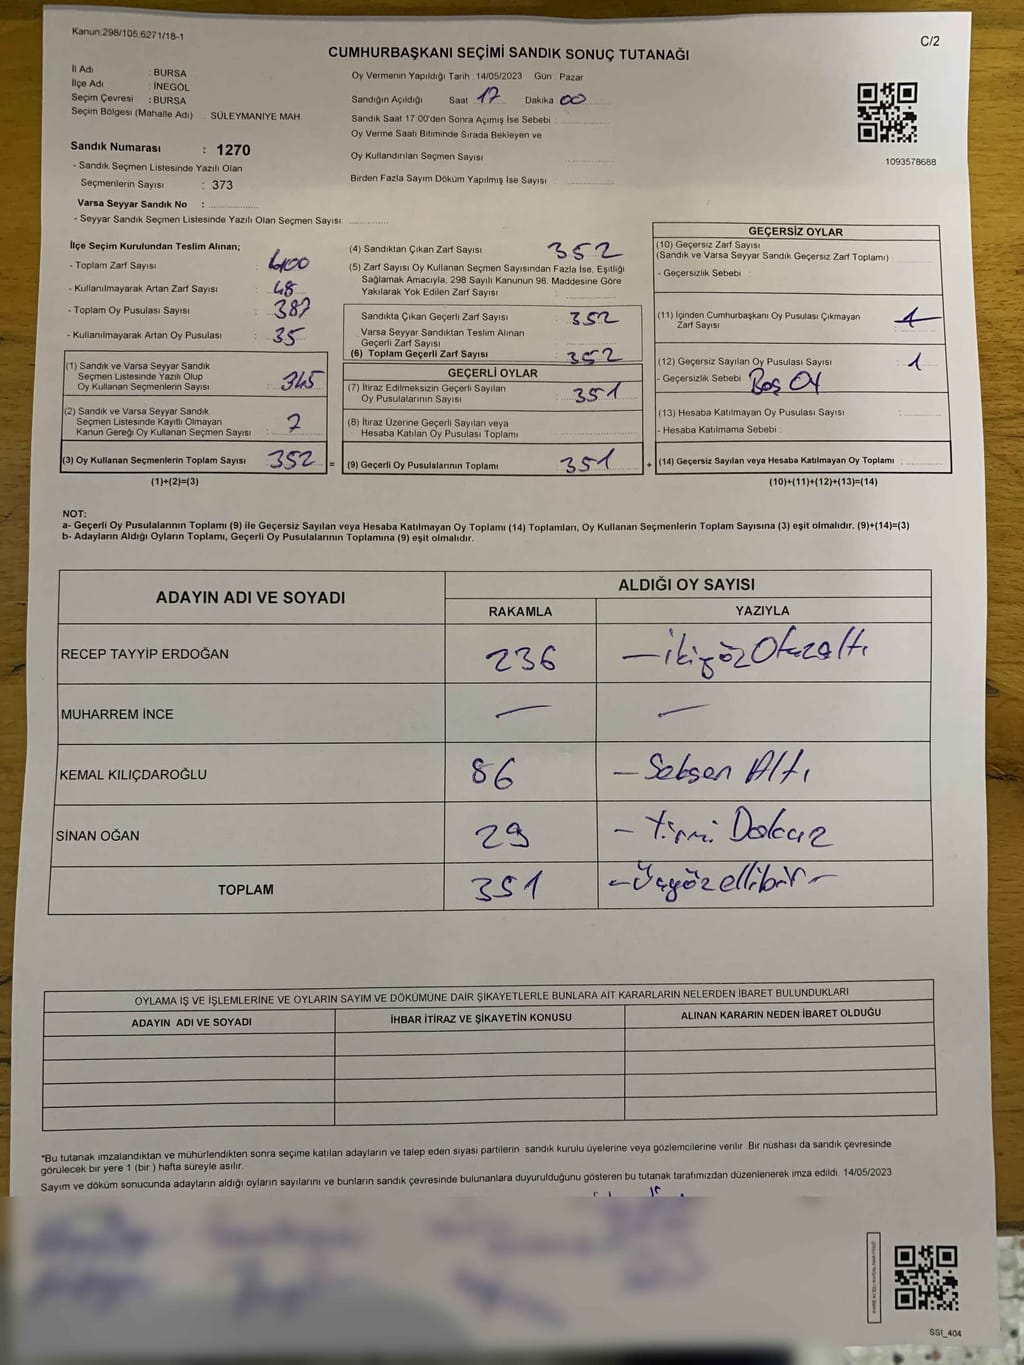 Kanun.298/105,6271/18-1
C/2
CUMHURBAŞKANI SEÇİMİ SANDIK SONUÇ TUTANAĞI
İl Adı : BURSA
İlçe Adı : İNEGÖL
Seçim Çevresi : BURSA
Seçim Bölgesi (Mahalle Adı) : SÜLEYMANİYE MAH.
Sandık Numarası : 1270
- Sandık Seçmen Listesinde Yazılı Olan
Seçmenlerin Sayısı : 373
Varsa Seyyar Sandık No :
- Seyyar Sandık Seçmen Listesinde Yazılı Olan Seçmen Sayısı
Oy Vermenin Yapıldığı Tarih : 14/05/2023 Gün : Pazar
Sandığın Açıldığı Saat : 17 Dakika 00
Sandık Saat 17.00'den Sonra Açılmış İse Sebebi :
Oy Verme Saati Bitiminde Sırada Bekleyen ve
Oy Kullandırılan Seçmen Sayısı
Birden Fazla Sayım Döküm Yapılmış İse Sayısı :
1093578688
İlçe Seçim Kurulundan Teslim Alınan;
- Toplam Zarf Sayısı : 400
- Kullanılmayarak Artan Zarf Sayısı : 48
- Toplam Oy Pusulası Sayısı : 387
- Kullanılmayarak Artan Oy Pusulası : 35
(1) Sandık ve Varsa Seyyar Sandık
Seçmen Listesinde Yazılı Olup
Oy Kullanan Seçmenlerin Sayısı : 345
(2) Sandık ve Varsa Seyyar Sandık
Seçmen Listesinde Kayıtlı Olmayan
Kanun Gereği Oy Kullanan Seçmen Sayısı : 7
(3) Oy Kullanan Seçmenlerin Toplam Sayısı : 352 =
(1)+(2)=(3)
(4) Sandıktan Çıkan Zarf Sayısı 352
(5) Zarf Sayısı Oy Kullanan Seçmen Sayısından Fazla İse, Eşitliği
Sağlamak Amacıyla, 298 Sayılı Kanunun 98. Maddesine Göre
Yakılarak Yok Edilen Zarf Sayısı :
Sandıkta Çıkan Geçerli Zarf Sayısı : 352
Varsa Seyyar Sandıktan Teslim Alınan
Geçerli Zarf Sayısı :
(6) Toplam Geçerli Zarf Sayısı : 352
GEÇERLİ OYLAR
(7) İtiraz Edilmeksizin Geçerli Sayılan
Oy Pusulalarının Sayısı : 351
(8) İtiraz Üzerine Geçerli Sayılan veya
Hesaba Katılan Oy Pusulası Toplamı
(9) Geçerli Oy Pusulalarının Toplamı : 351 +
GEÇERSİZ OYLAR
(10) Geçersiz Zarf Sayısı
(Sandık ve Varsa Seyyar Sandık Geçersiz Zarf Toplamı) :
- Geçersizlik Sebebi :
(11) İçinden Cumhurbaşkanı Oy Pusulası Çıkmayan
Zarf Sayısı : 1
(12) Geçersiz Sayılan Oy Pusulası Sayısı : 1
- Geçersizlik Sebebi Boş Oy
(13) Hesaba Katılmayan Oy Pusulası Sayısı :
- Hesaba Katılmama Sebebi :
(14) Geçersiz Sayılan veya Hesaba Katılmayan Oy Toplamı :
(10)+(11)+(12)+(13)=(14)
NOT:
a- Geçerli Oy Pusulalarının Toplamı (9) ile Geçersiz Sayılan veya Hesaba Katılmayan Oy Toplamı (14) Toplamları, Oy Kullanan Seçmenlerin Toplam Sayısına (3) eşit olmalıdır. (9)+(14)=(3)
b- Adayların Aldığı Oyların Toplamı, Geçerli Oy Pusulalarının Toplamına (9) eşit olmalıdır.
ADAYIN ADI VE SOYADI ALDIĞI OY SAYISI
RAKAMLA YAZIYLA
RECEP TAYYİP ERDOĞAN 236 – ikiyöz Otuzaltı
MUHARREM İNCE – –
KEMAL KILIÇDAROĞLU 86 – Seksen Altı
SİNAN OĞAN 29 – Yirmi Dokuz
TOPLAM 351 – Üçyöz ellibir –
OYLAMA İŞ VE İŞLEMLERİNE VE OYLARIN SAYIM VE DÖKÜMÜNE DAİR ŞİKAYETLERLE BUNLARA AİT KARARLARIN NELERDEN İBARET BULUNDUKLARI
ADAYIN ADI VE SOYADI İHBAR İTİRAZ VE ŞİKAYETİN KONUSU ALINAN KARARIN NEDEN İBARET OLDUĞU
*Bu tutanak imzalandıktan ve mühürlendikten sonra seçime katılan adayların ve talep eden siyasi partilerin sandık kurulu üyelerine veya gözlemcilerine verilir. Bir nüshası da sandık çevresinde
görülecek bir yere 1 (bir) hafta süreyle asılır.
Sayım ve döküm sonucunda adayların aldığı oyların sayılarını ve bunların sandık çevresinde bulunanlara duyurulduğunu gösteren bu tutanak tarafımızdan düzenlenerek imza edildi. 14/05/2023
SSI_404